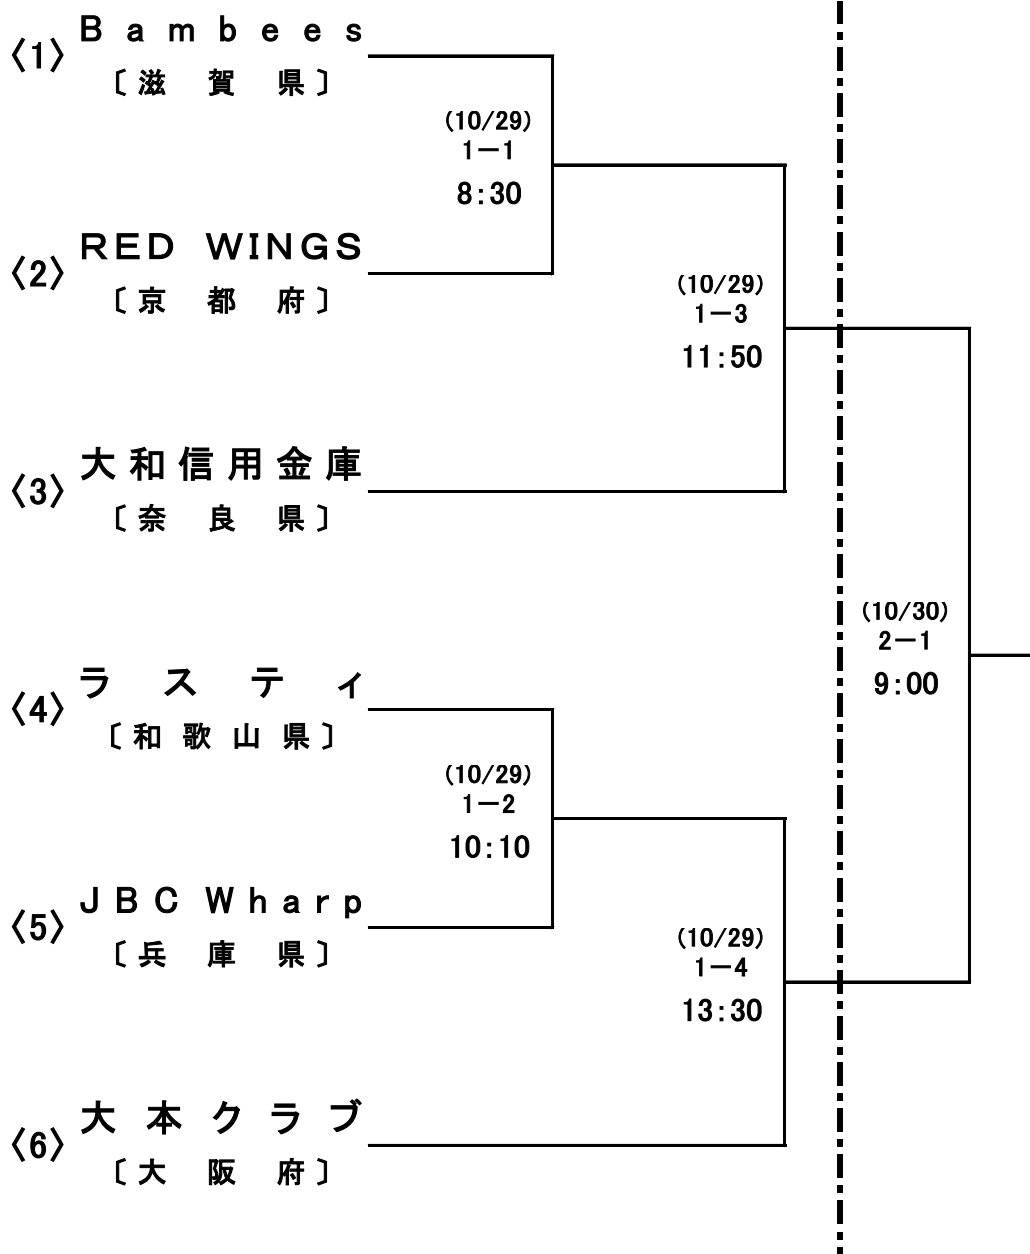 〈1〉 Bambees
〔滋賀県〕
(10/29)
1－1
8:30
〈2〉 RED WINGS
〔京都府〕
(10/29)
1－3
11:50
〈3〉 大和信用金庫
〔奈良県〕
(10/30)
2－1
9:00
〈4〉 ラスティ
〔和歌山県〕
(10/29)
1－2
10:10
〈5〉 JBC Wharp
〔兵庫県〕
(10/29)
1－4
13:30
〈6〉 大本クラブ
〔大阪府〕